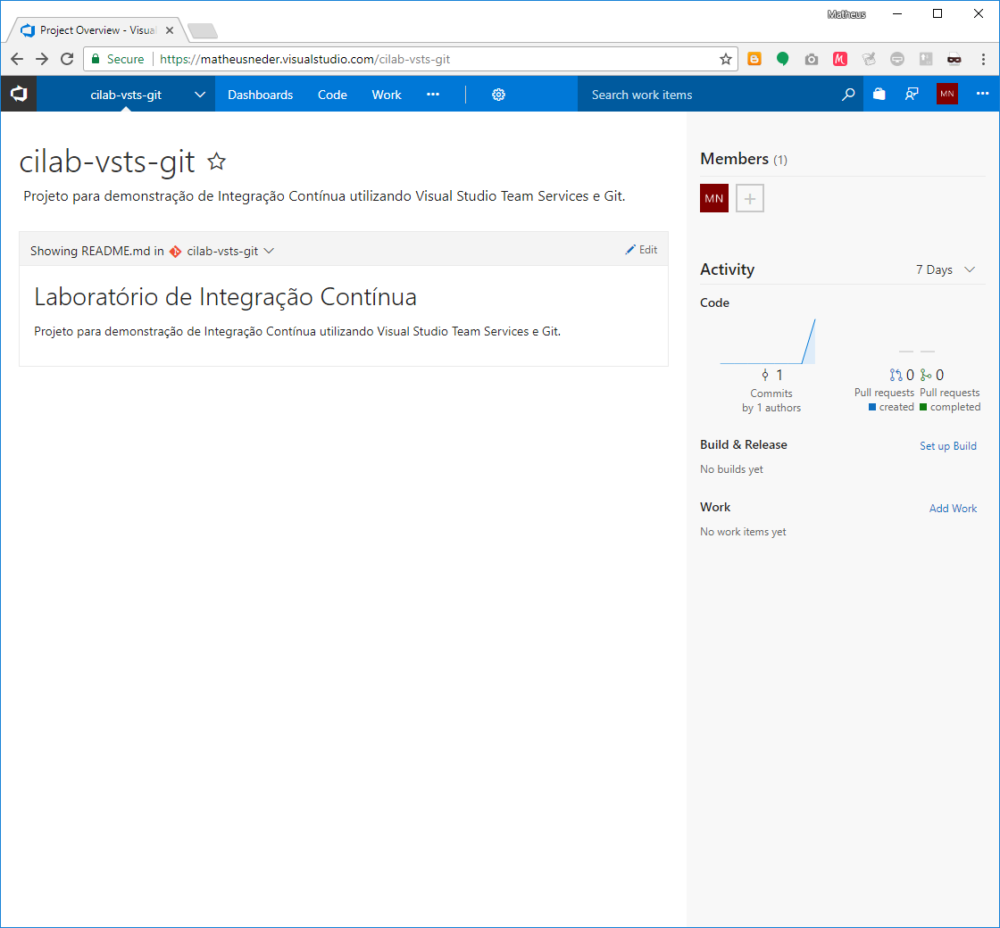 Matheus
Project Overview - Visua
Secure https://matheusneder.visualstudio.com/cilab-vsts-git
cilab-vsts-git Dashboards Code Work Search work items MN
cilab-vsts-git
Projeto para demonstração de Integração Contínua utilizando Visual Studio Team Services e Git.
Showing README.md in cilab-vsts-git Edit
Laboratório de Integração Contínua
Projeto para demonstração de Integração Contínua utilizando Visual Studio Team Services e Git.
Members (1)
MN
Activity 7 Days
Code
1
Commits
by 1 authors
0 0
Pull requests Pull requests
created completed
Build & Release Set up Build
No builds yet
Work Add Work
No work items yet